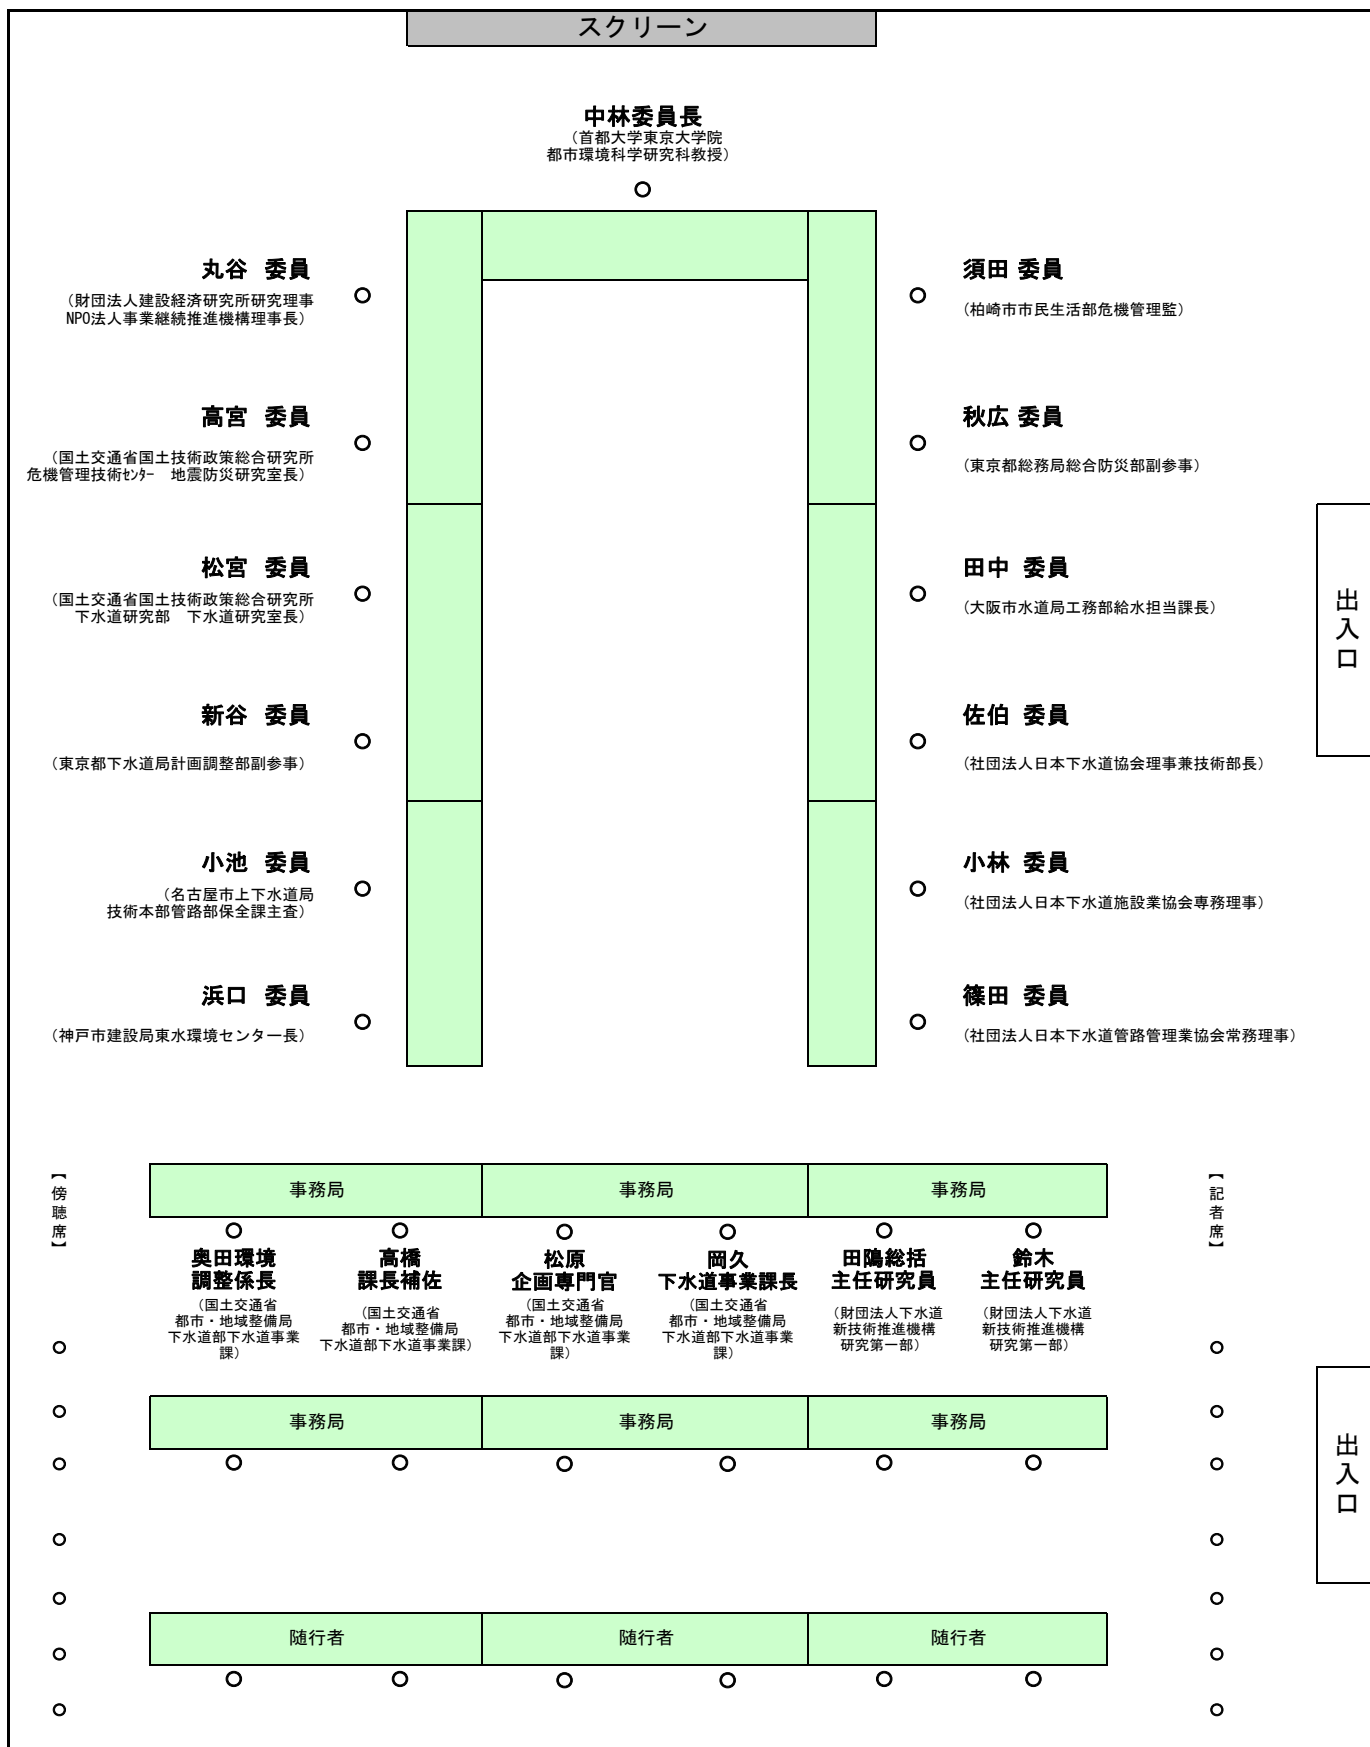 スクリーン
中林委員長
（首都大学東京大学院
都市環境科学研究科教授）
丸谷 委員
（財団法人建設経済研究所研究理事
NPO法人事業継続推進機構理事長）
高宮 委員
（国土交通省国土技術政策総合研究所
危機管理技術ｾﾝﾀｰ 地震防災研究室長）
松宮 委員
（国土交通省国土技術政策総合研究所
下水道研究部 下水道研究室長）
新谷 委員
（東京都下水道局計画調整部副参事）
小池 委員
（名古屋市上下水道局
技術本部管路部保全課主査）
浜口 委員
（神戸市建設局東水環境センター長）
須田 委員
（柏崎市市民生活部危機管理監）
秋広 委員
（東京都総務局総合防災部副参事）
田中 委員
（大阪市水道局工務部給水担当課長）
佐伯 委員
（社団法人日本下水道協会理事兼技術部長）
小林 委員
（社団法人日本下水道施設業協会専務理事）
篠田 委員
（社団法人日本下水道管路管理業協会常務理事）
出入口
【傍聴席】
【記者席】
事務局
事務局
事務局
奥田環境
調整係長
（国土交通省
都市・地域整備局
下水道部下水道事業
課）
高橋
課長補佐
（国土交通省
都市・地域整備局
下水道部下水道事業課）
松原
企画専門官
（国土交通省
都市・地域整備局
下水道部下水道事業
課）
岡久
下水道事業課長
（国土交通省
都市・地域整備局
下水道部下水道事業
課）
田隝総括
主任研究員
（財団法人下水道
新技術推進機構
研究第一部）
鈴木
主任研究員
（財団法人下水道
新技術推進機構
研究第一部）
事務局
事務局
事務局
出入口
随行者
随行者
随行者